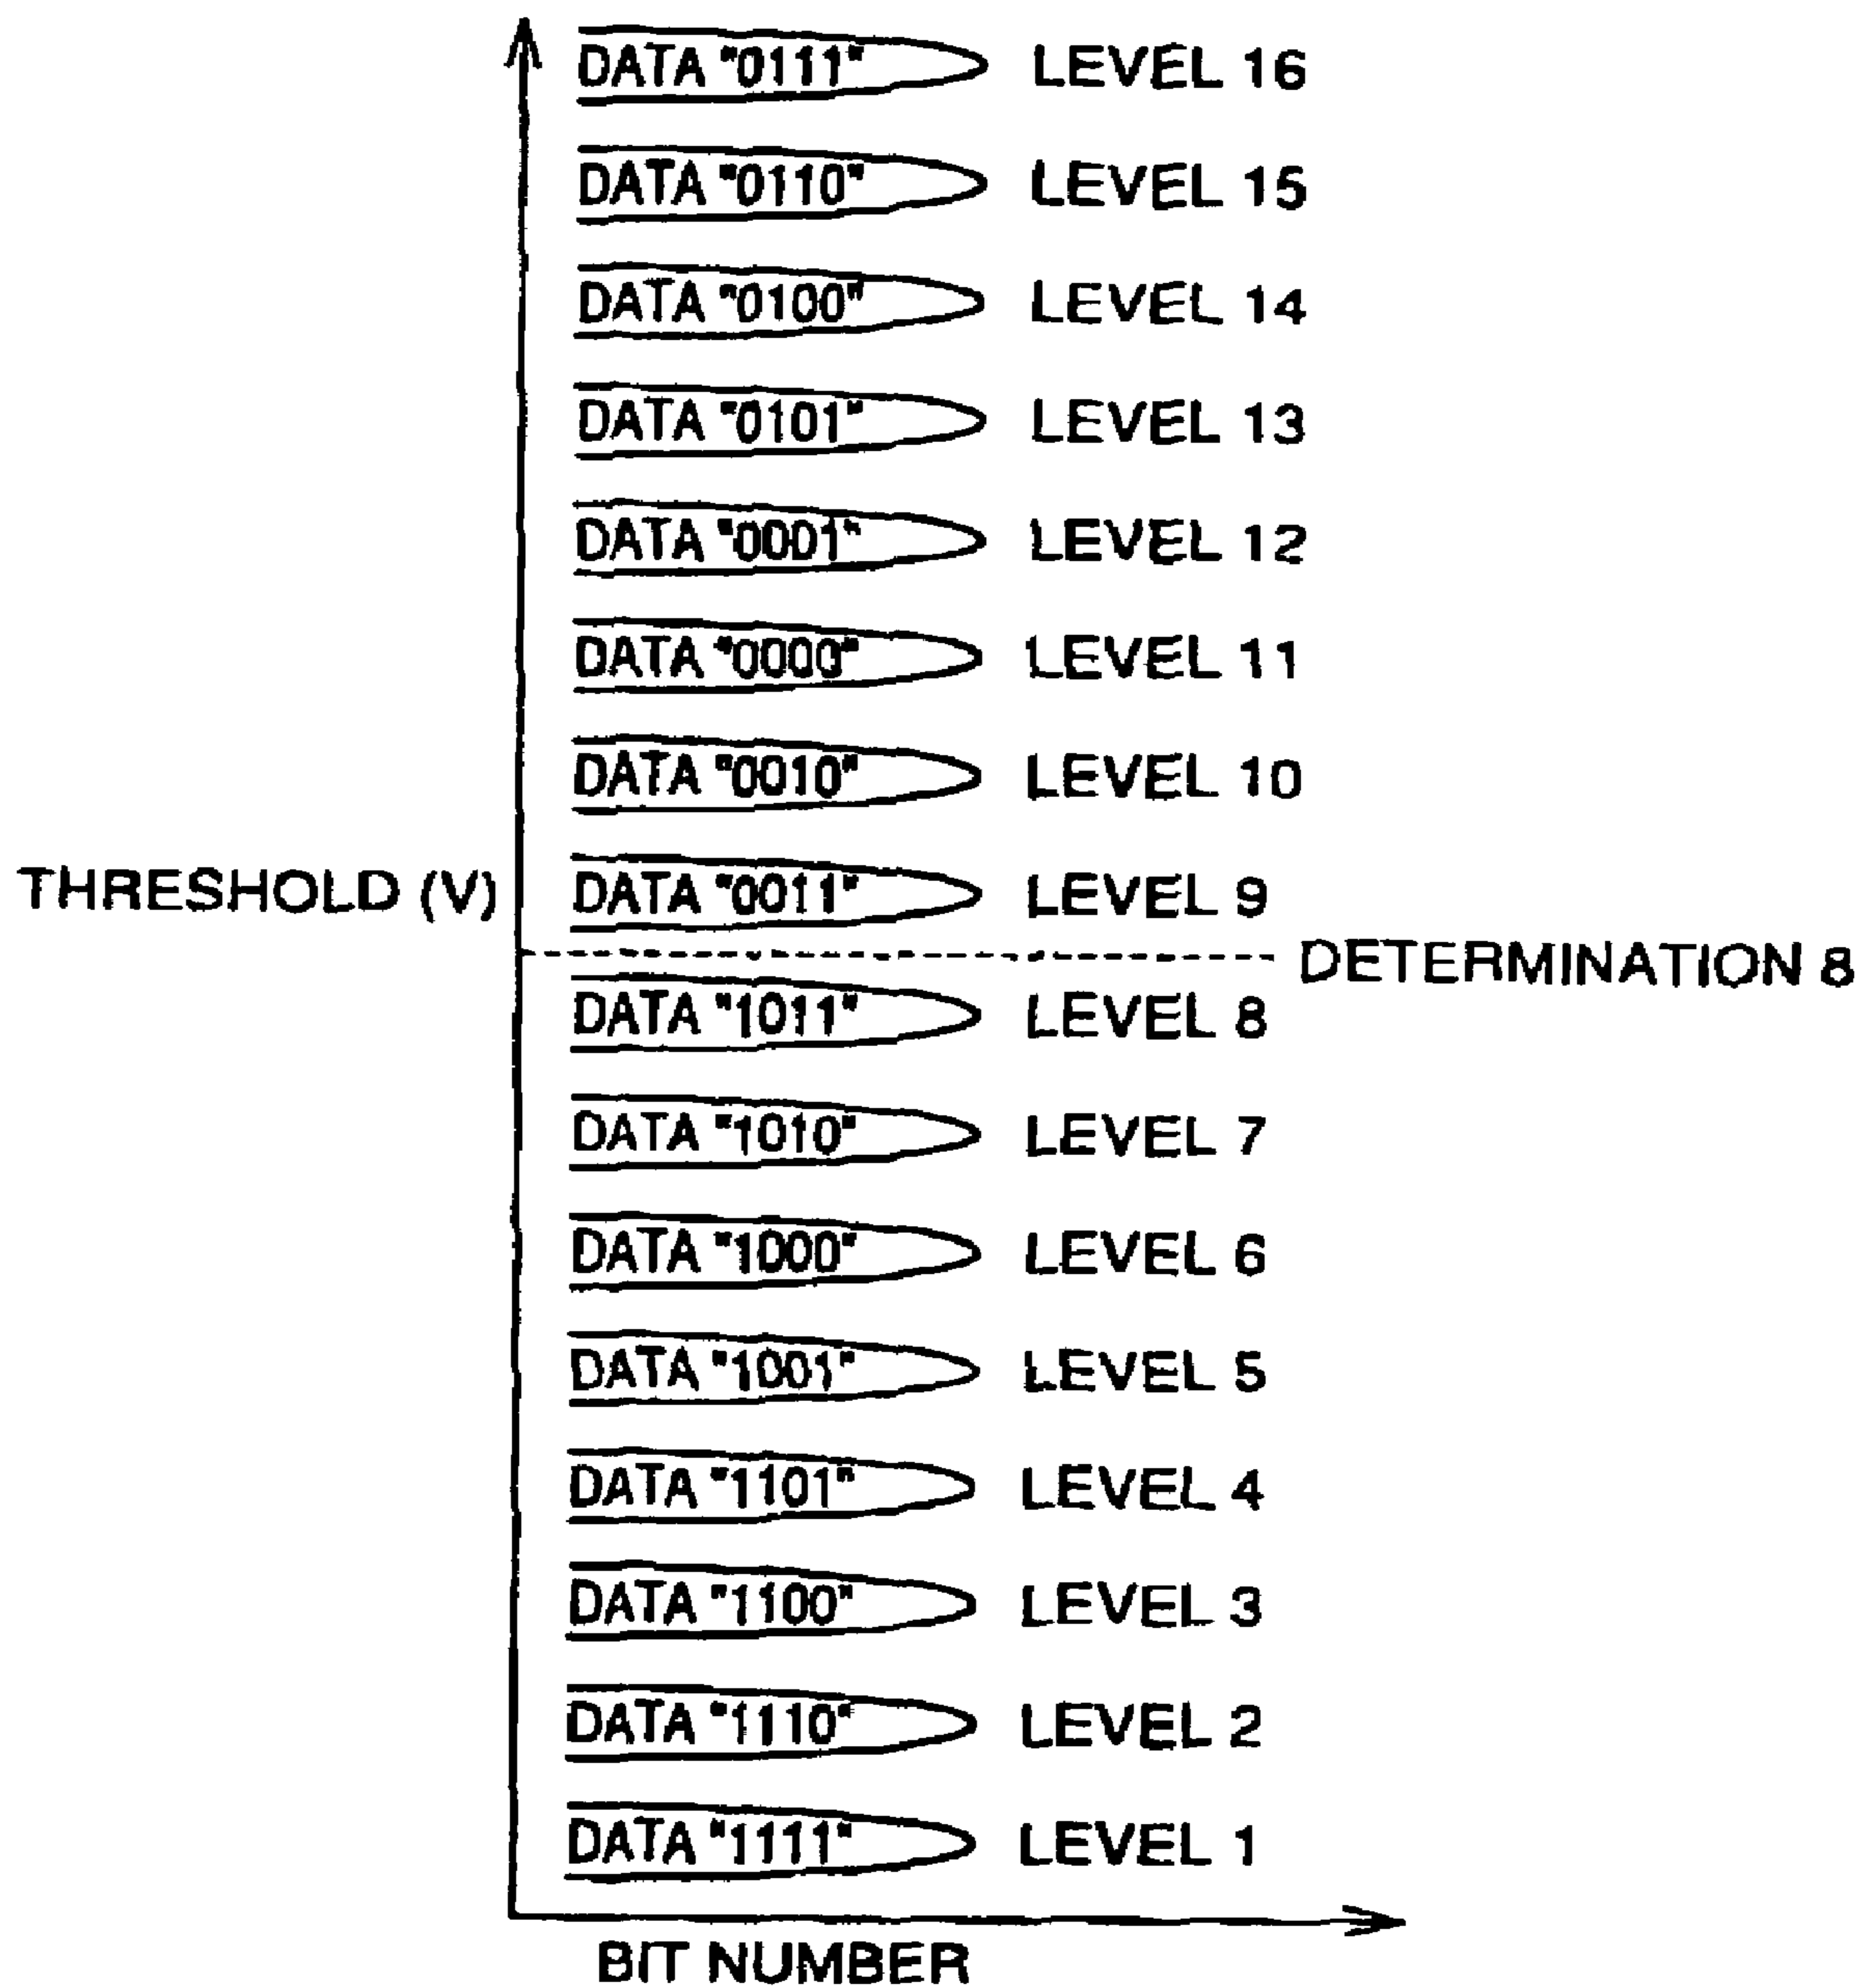 DATA "0111" LEVEL 16
DATA "0110" LEVEL 15
DATA "0100" LEVEL 14
DATA "0101" LEVEL 13
DATA "0001" LEVEL 12
DATA "0000" LEVEL 11
DATA "0010" LEVEL 10
THRESHOLD (V) DATA "0011" LEVEL 9
DETERMINATION 8
DATA "1011" LEVEL 8
DATA "1010" LEVEL 7
DATA "1000" LEVEL 6
DATA "1001" LEVEL 5
DATA "1101" LEVEL 4
DATA "1100" LEVEL 3
DATA "1110" LEVEL 2
DATA "1111" LEVEL 1
BIT NUMBER